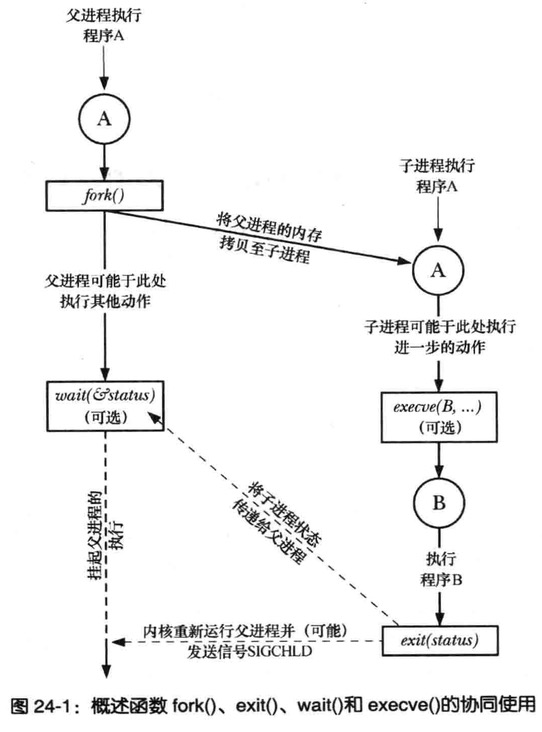 父进程执行
程序A
A
fork()
子进程执行
程序A
将父进程的内存
拷贝至子进程
A
父进程可能于此处
执行其他动作
子进程可能于此处执行
进一步的动作
wait(&status)
(可选)
execve(B, ...)
(可选)
将子进程状态
传递给父进程
B
挂起父进程的
执行
执行
程序B
内核重新运行父进程并（可能）
发送信号SIGCHLD
exit(status)
图 24-1：概述函数 fork()、exit()、wait()和 execve()的协同使用